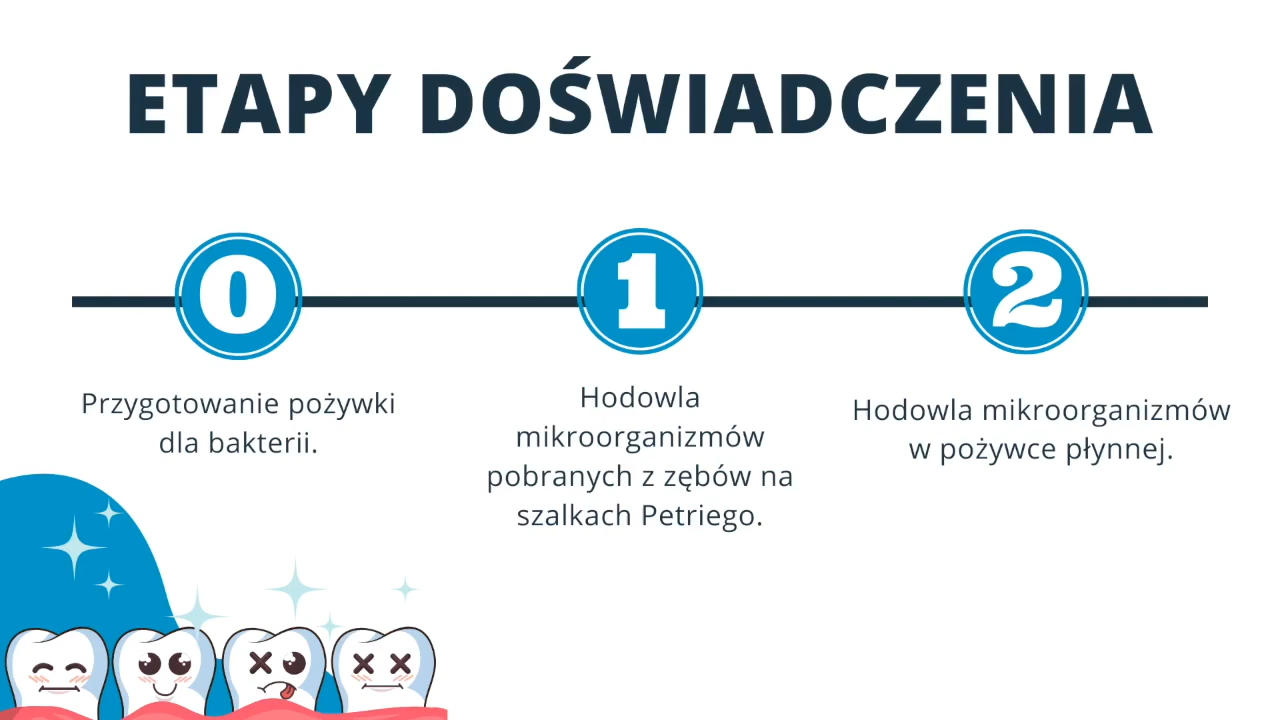 ETAPY DOŚWIADCZENIA
0
Przygotowanie pożywki
dla bakterii.
1
Hodowla
mikroorganizmów
pobranych z zębów na
szalkach Petriego.
2
Hodowla mikroorganizmów
w pożywce płynnej.